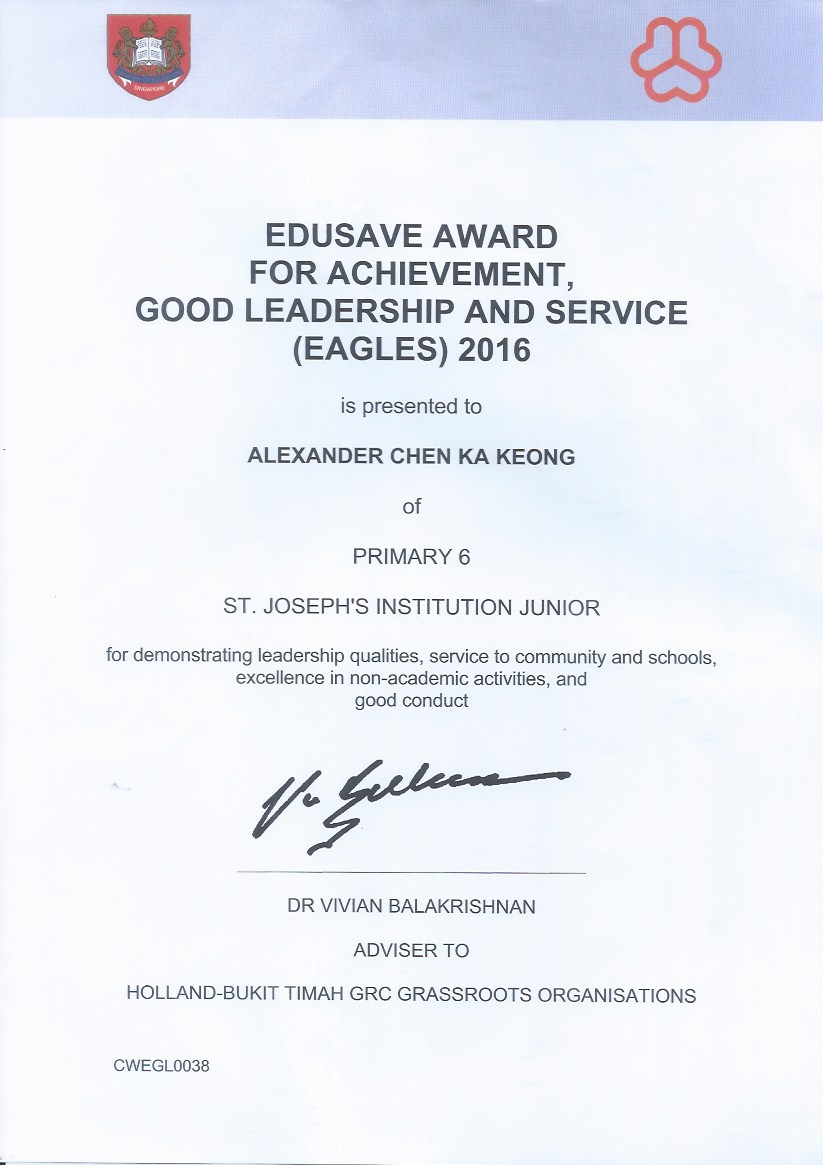 SINGAPORE
EDUSAVE AWARD
FOR ACHIEVEMENT,
GOOD LEADERSHIP AND SERVICE
(EAGLES) 2016
is presented to
ALEXANDER CHEN KA KEONG
of
PRIMARY 6
ST. JOSEPH'S INSTITUTION JUNIOR
for demonstrating leadership qualities, service to community and schools,
excellence in non-academic activities, and
good conduct
DR VIVIAN BALAKRISHNAN
ADVISER TO
HOLLAND-BUKIT TIMAH GRC GRASSROOTS ORGANISATIONS
CWEGL0038